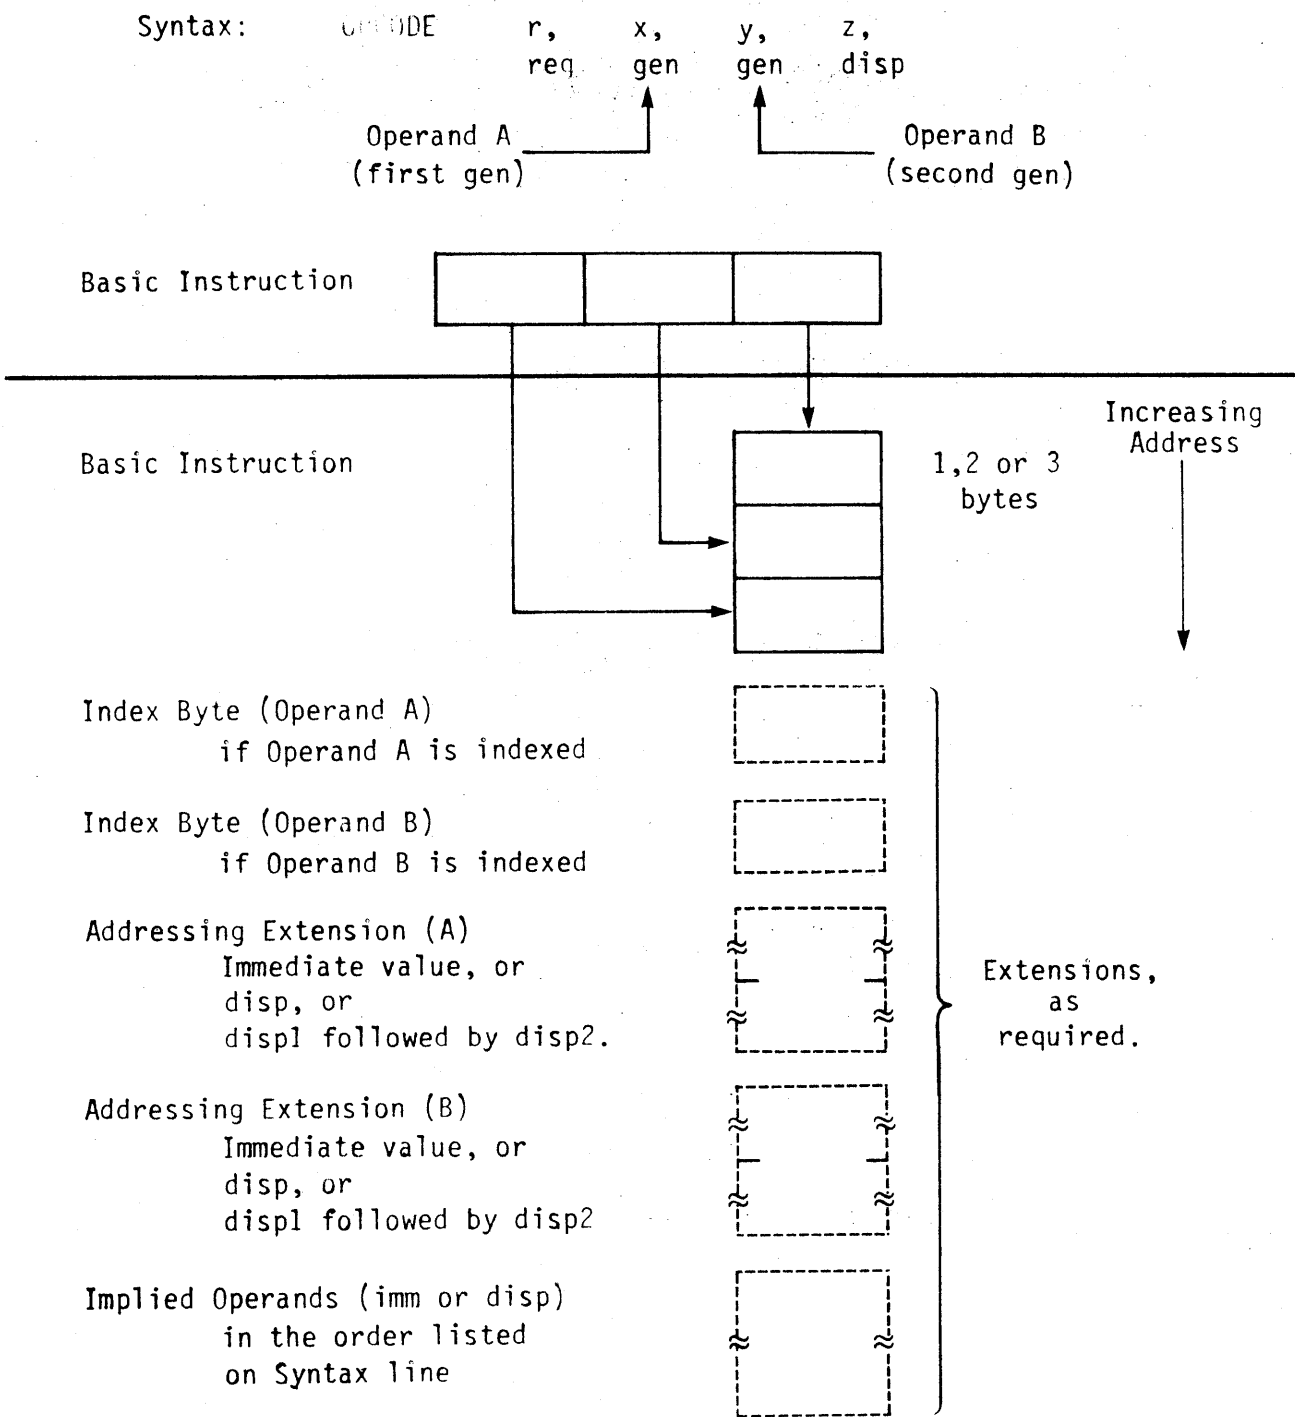 Syntax: r, x, y, z,
req gen gen disp
Operand A Operand B
(first gen) (second gen)
Basic Instruction
Increasing
Address
Basic Instruction 1,2 or 3
bytes
Index Byte (Operand A)
if Operand A is indexed
Index Byte (Operand B)
if Operand B is indexed
Addressing Extension (A)
Immediate value, or
disp, or
disp1 followed by disp2.
Extensions,
as
required.
Addressing Extension (B)
Immediate value, or
disp, or
disp1 followed by disp2
Implied Operands (imm or disp)
in the order listed
on Syntax line